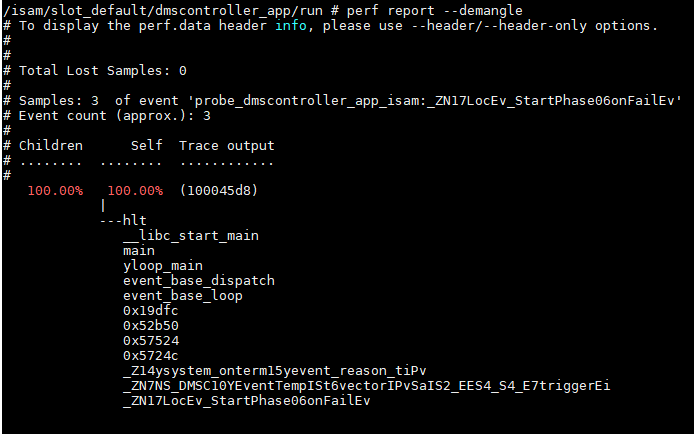 /isam/slot_default/dmscontroller_app/run # perf report --demangle
# To display the perf.data header info, please use --header/--header-only options.
#
#
# Total Lost Samples: 0
#
# Samples: 3  of event 'probe_dmscontroller_app_isam:_ZN17LocEv_StartPhase06onFailEv'
# Event count (approx.): 3
#
# Children      Self  Trace output
# ........  ........  ............
#
   100.00%   100.00%  (100045d8)
            |
            ---hlt
               __libc_start_main
               main
               yloop_main
               event_base_dispatch
               event_base_loop
               0x19dfc
               0x52b50
               0x57524
               0x5724c
               _Z14ysystem_onterm15yevent_reason_tiPv
               _ZN7NS_DMSC10YEventTempISt6vectorIPvSaIS2_EES4_S4_E7triggerEi
               _ZN17LocEv_StartPhase06onFailEv